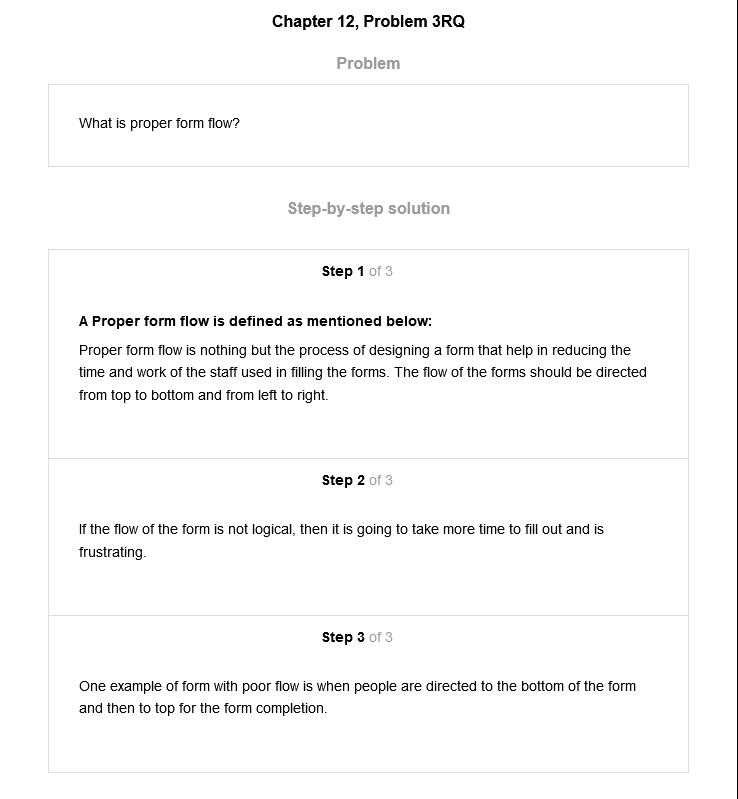 Chapter 12, Problem 3RQ
Problem
What is proper form flow?
Step-by-step solution
Step 1 of 3
A Proper form flow is defined as mentioned below:
Proper form flow is nothing but the process of designing a form that help in reducing the
time and work of the staff used in filling the forms. The flow of the forms should be directed
from top to bottom and from left to right.
Step 2 of 3
If the flow of the form is not logical, then it is going to take more time to fill out and is
frustrating.
Step 3 of 3
One example of form with poor flow is when people are directed to the bottom of the form
and then to top for the form completion.